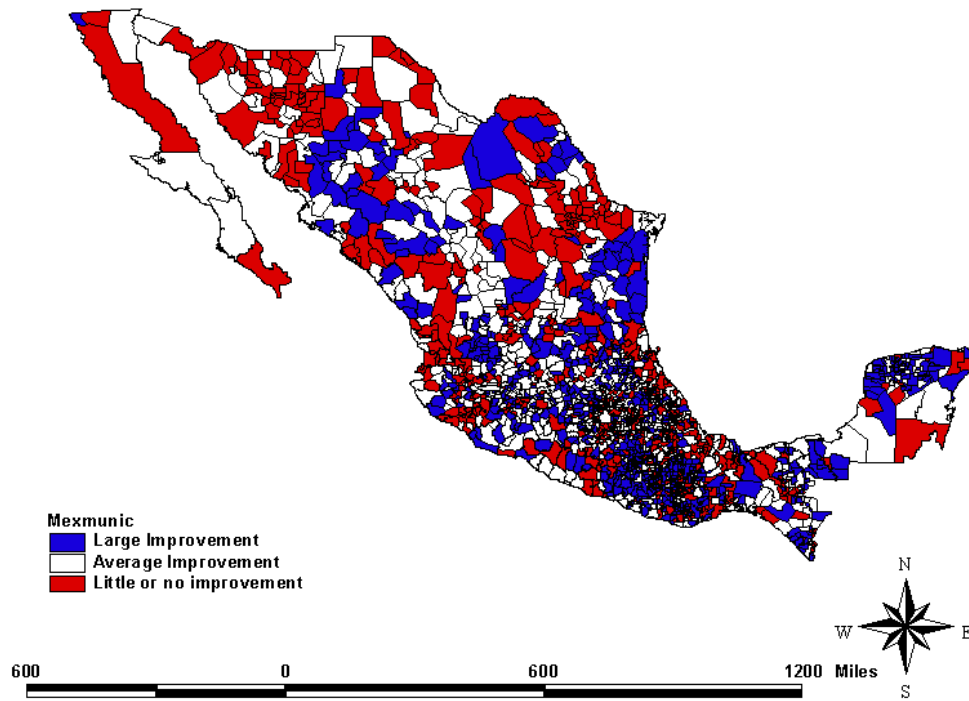 Mexmunic
Large Improvement
Average Improvement
Little or no improvement
N
W
E
S
600
0
600
1200 Miles